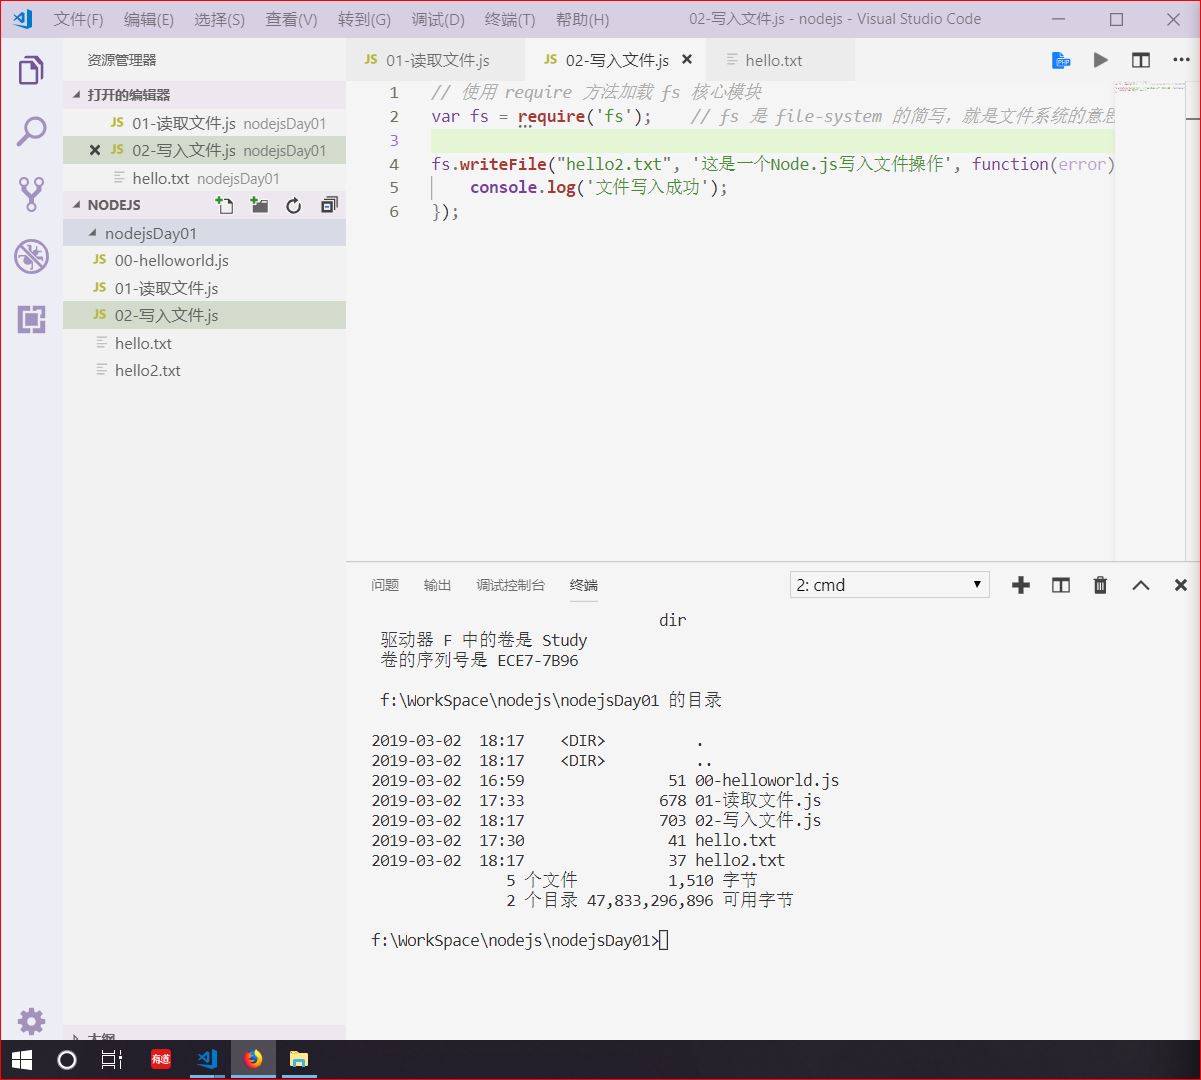 文件(F) 编辑(E) 选择(S) 查看(V) 转到(G) 调试(D) 终端(T) 帮助(H) 02-写入文件.js - nodejs - Visual Studio Code
资源管理器
打开的编辑器
JS 01-读取文件.js nodejsDay01
JS 02-写入文件.js nodejsDay01
hello.txt nodejsDay01
NODEJS
nodejsDay01
JS 00-helloworld.js
JS 01-读取文件.js
JS 02-写入文件.js
hello.txt
hello2.txt
JS 01-读取文件.js JS 02-写入文件.js hello.txt
1 // 使用 require 方法加载 fs 核心模块
2 var fs = require('fs');    // fs 是 file-system 的简写，就是文件系统的意思
3
4 fs.writeFile("hello2.txt", '这是一个Node.js写入文件操作', function(error)
5     console.log('文件写入成功');
6 });
问题 输出 调试控制台 终端 2: cmd
dir
驱动器 F 中的卷是 Study
卷的序列号是 ECE7-7B96
f:\WorkSpace\nodejs\nodejsDay01 的目录
2019-03-02  18:17    <DIR>          .
2019-03-02  18:17    <DIR>          ..
2019-03-02  16:59                51 00-helloworld.js
2019-03-02  17:33               678 01-读取文件.js
2019-03-02  18:17               703 02-写入文件.js
2019-03-02  17:30                41 hello.txt
2019-03-02  18:17                37 hello2.txt
5 个文件          1,510 字节
2 个目录 47,833,296,896 可用字节
f:\WorkSpace\nodejs\nodejsDay01>
大纲
有道